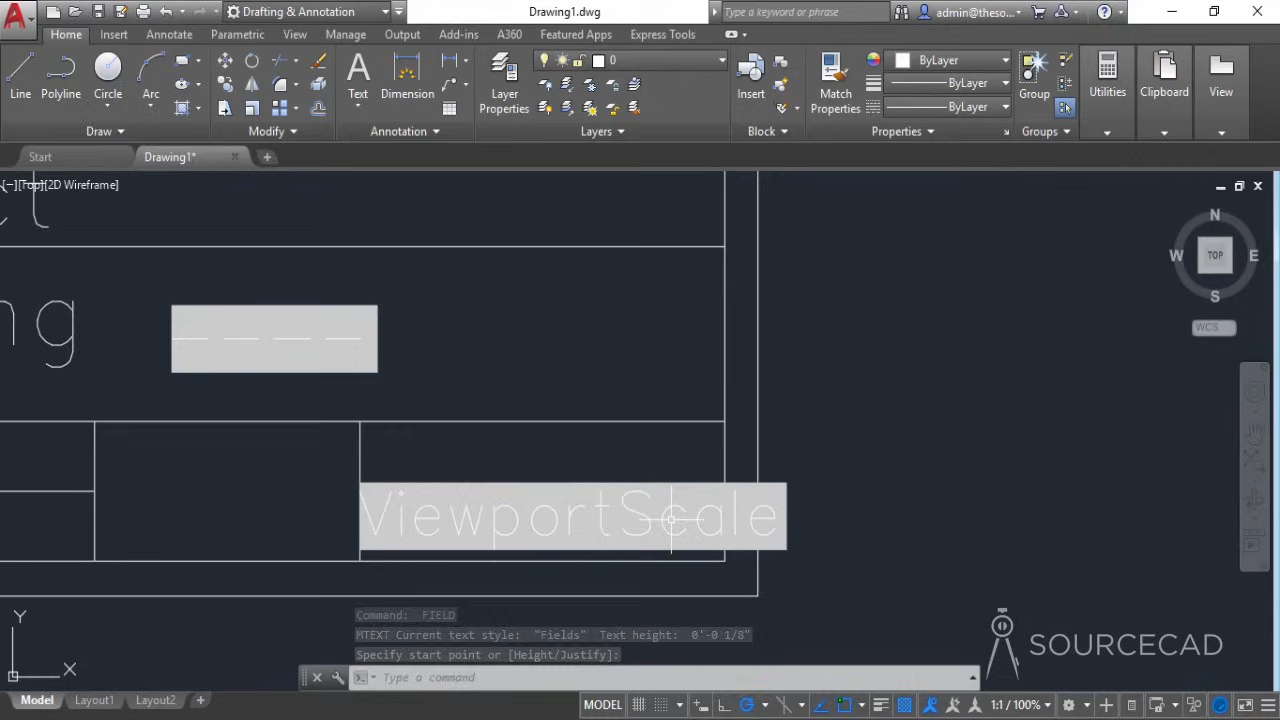 Drafting & Annotation
Drawing1.dwg
Type a keyword or phrase
admin@theso...
Home Insert Annotate Parametric View Manage Output Add-ins A360 Featured Apps Express Tools
Line Polyline Circle Arc
Draw
Modify
Text Dimension
Annotation
Layer Properties
0
Layers
Insert
Block
Match Properties
ByLayer
ByLayer
ByLayer
Properties
Group
Groups
Utilities
Clipboard
View
Start Drawing1*
[−][Top][2D Wireframe]
N
W TOP E
S
WCS
ng
ViewportScale
Command: FIELD
MTEXT Current text style: "Fields" Text height: 0'-0 1/8"
Specify start point or [Height/Justify]:
Type a command
Y
X
SOURCECAD
Model Layout1 Layout2 +
MODEL
1:1 / 100%